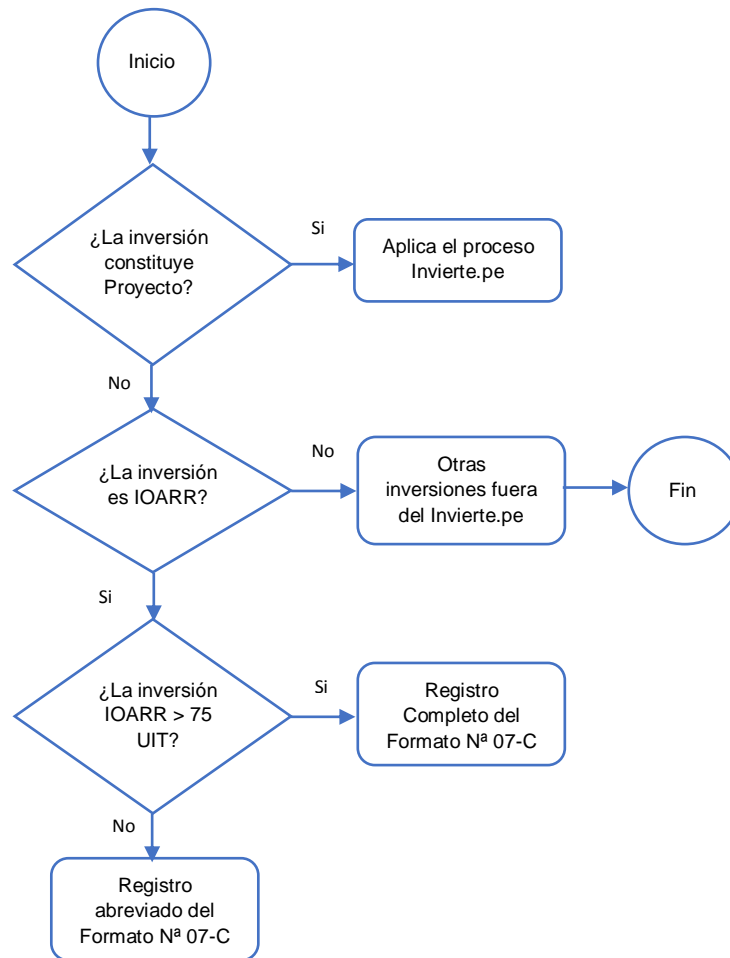 Inicio
¿La inversión
constituye
Proyecto?
Si
Aplica el proceso
Invierte.pe
No
¿La inversión
es IOARR?
No
Otras
inversiones fuera
del Invierte.pe
Fin
Si
¿La inversión
IOARR > 75
UIT?
Si
Registro
Completo del
Formato Nª 07-C
No
Registro
abreviado del
Formato Nª 07-C